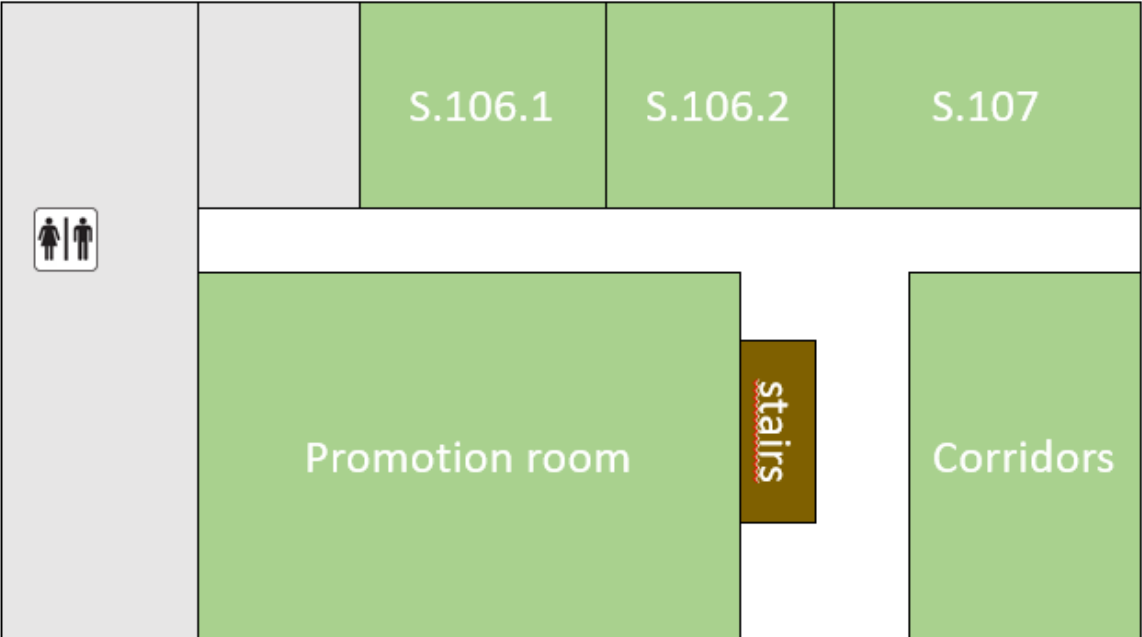 S.106.1
S.106.2
S.107
Promotion room
stairs
Corridors